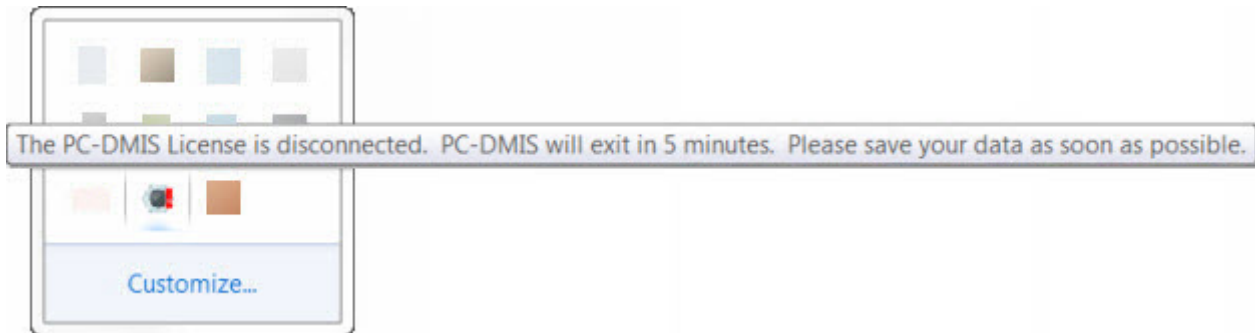 The PC-DMIS License is disconnected. PC-DMIS will exit in 5 minutes. Please save your data as soon as possible.
Customize...